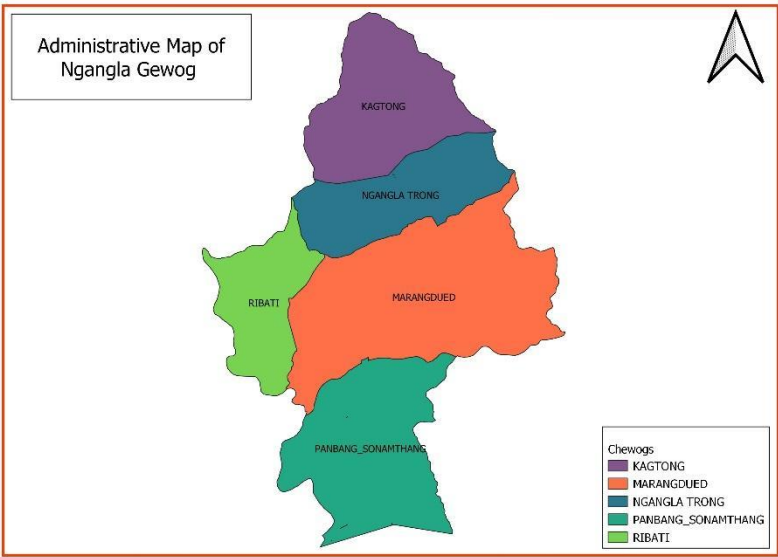 Administrative Map of
Ngangla Gewog
KAGTONG
NGANGLA TRONG
MARANGDUED
RIBATI
PANBANG_SONAMTHANG
Chewogs
KAGTONG
MARANGDUED
NGANGLA TRONG
PANBANG_SONAMTHANG
RIBATI